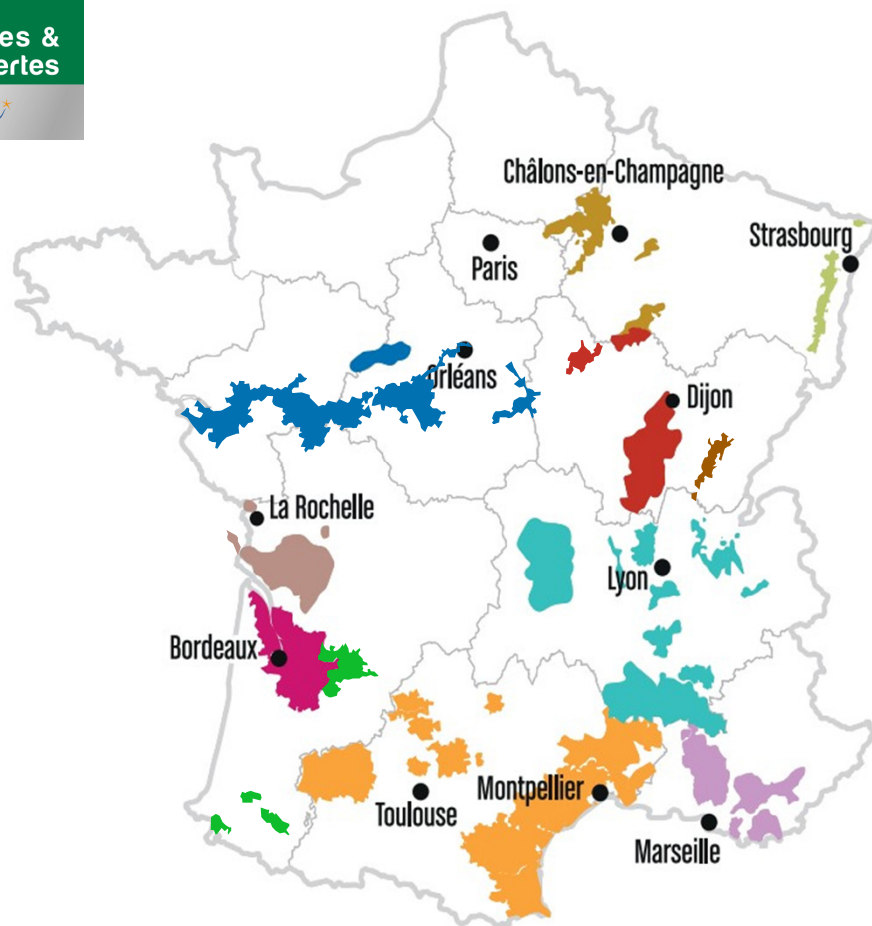 es &
ertes
Châlons-en-Champagne
Strasbourg
Paris
Orléans
Dijon
La Rochelle
Lyon
Bordeaux
Montpellier
Toulouse
Marseille